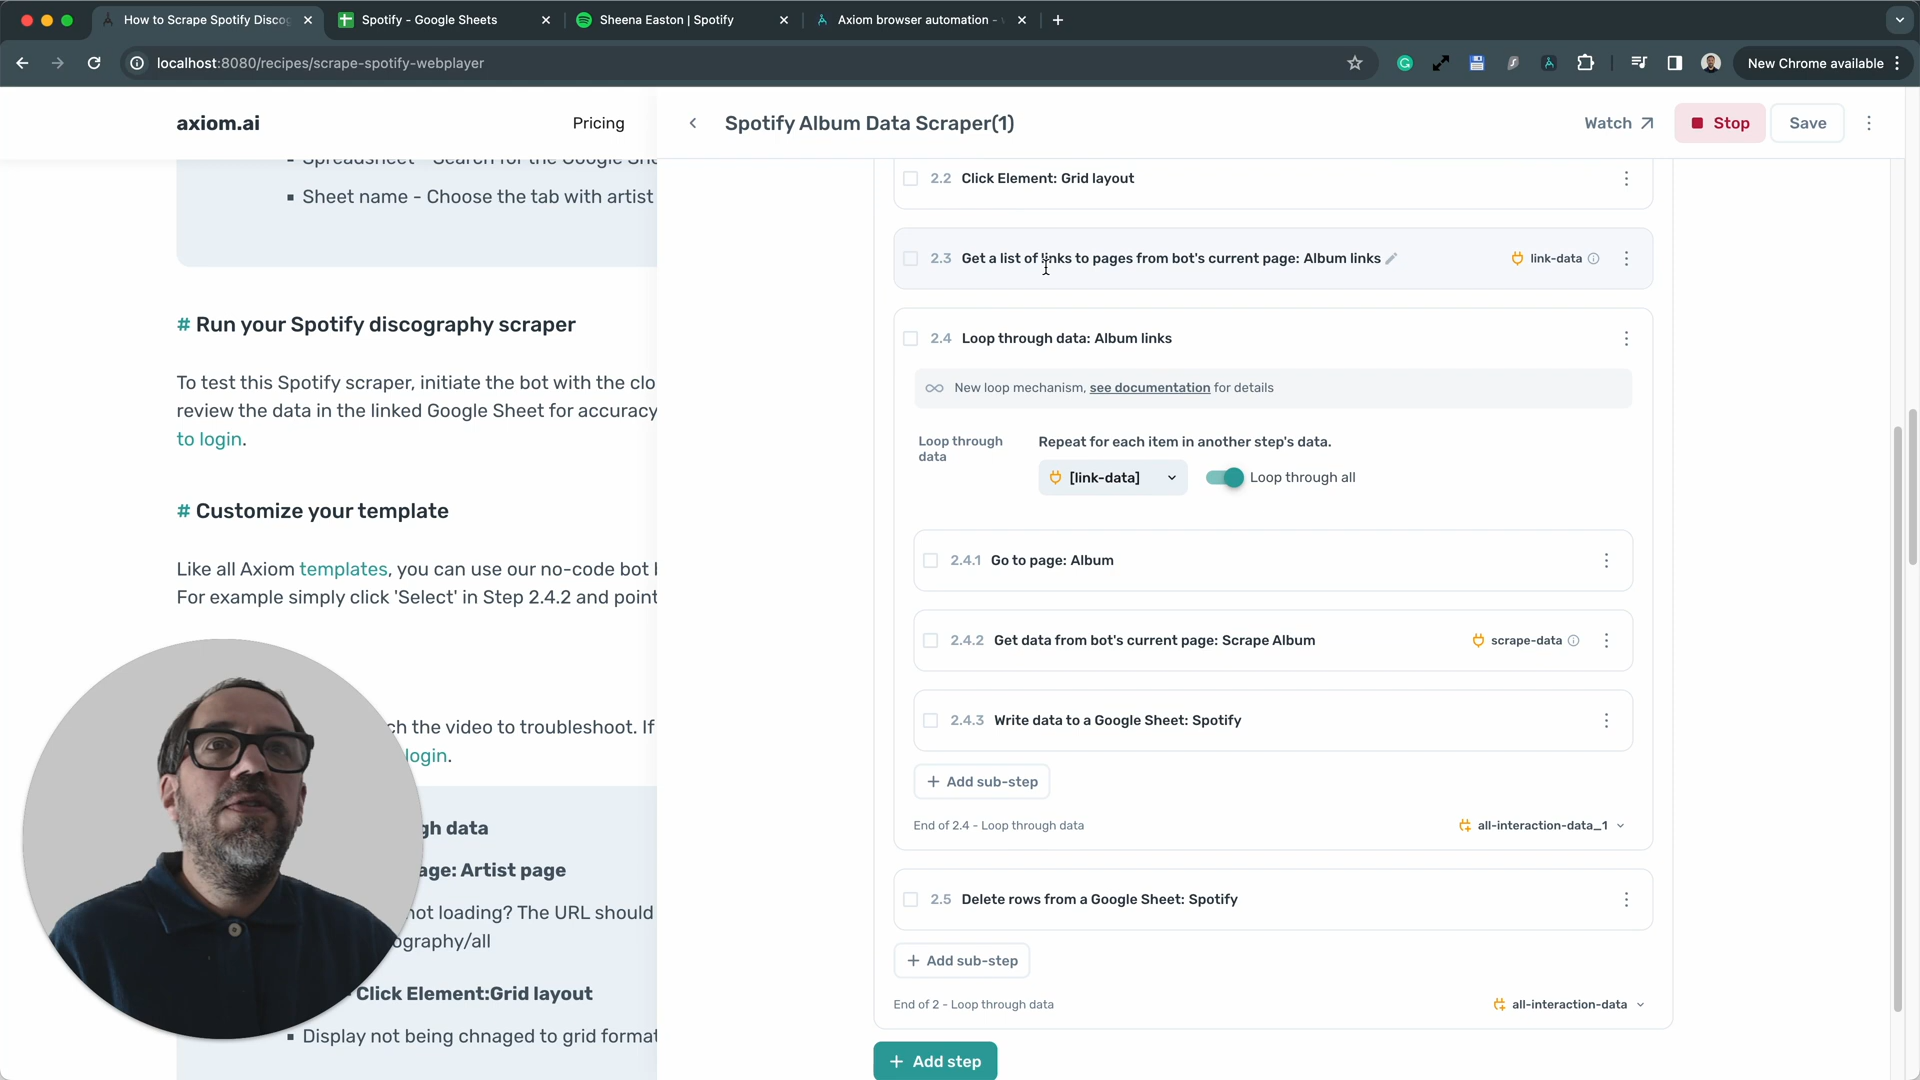 How to Scrape Spotify Discog
Spotify - Google Sheets
Sheena Easton | Spotify
Axiom browser automation -
localhost:8080/recipes/scrape-spotify-webplayer
New Chrome available
axiom.ai
Pricing
Spreadsheet - Search for the Google She
Sheet name - Choose the tab with artist
# Run your Spotify discography scraper
To test this Spotify scraper, initiate the bot with the clo
review the data in the linked Google Sheet for accuracy
to login.
# Customize your template
Like all Axiom templates, you can use our no-code bot
For example simply click 'Select' in Step 2.4.2 and point
ch the video to troubleshoot. If
login.
gh data
age: Artist page
not loading? The URL should
ography/all
Click Element:Grid layout
Display not being chnaged to grid format
Spotify Album Data Scraper(1)
Watch
Stop
Save
2.2 Click Element: Grid layout
2.3 Get a list of links to pages from bot's current page: Album links
link-data
2.4 Loop through data: Album links
New loop mechanism, see documentation for details
Loop through
data
Repeat for each item in another step's data.
[link-data]
Loop through all
2.4.1 Go to page: Album
2.4.2 Get data from bot's current page: Scrape Album
scrape-data
2.4.3 Write data to a Google Sheet: Spotify
+ Add sub-step
End of 2.4 - Loop through data
all-interaction-data_1
2.5 Delete rows from a Google Sheet: Spotify
+ Add sub-step
End of 2 - Loop through data
all-interaction-data
+ Add step